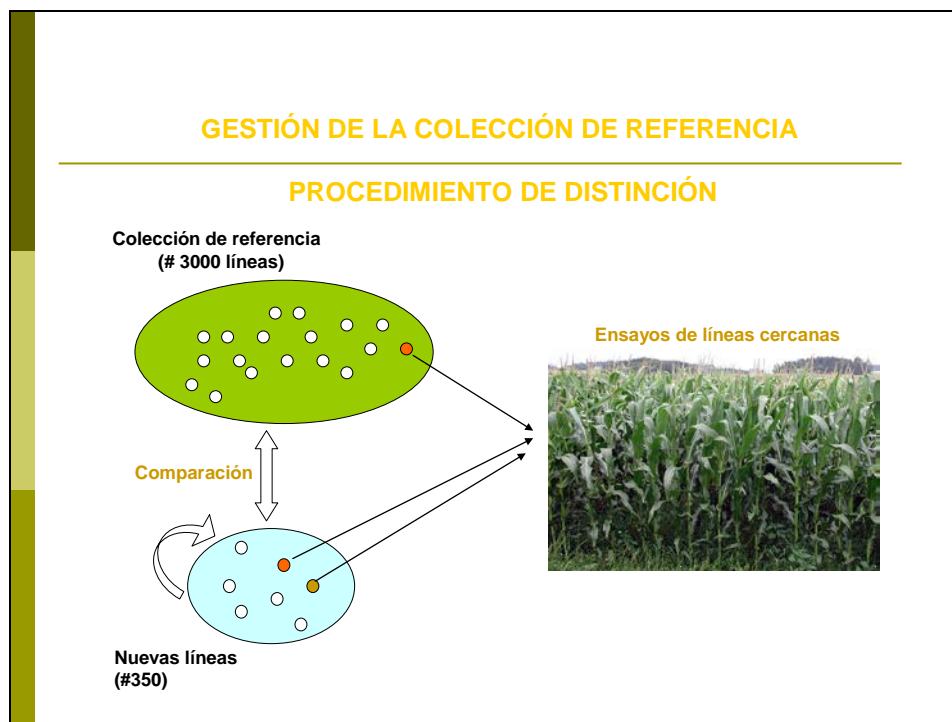 GESTIÓN DE LA COLECCIÓN DE REFERENCIA
PROCEDIMIENTO DE DISTINCIÓN
Colección de referencia
(# 3000 líneas)
Ensayos de líneas cercanas
Comparación
Nuevas líneas
(#350)